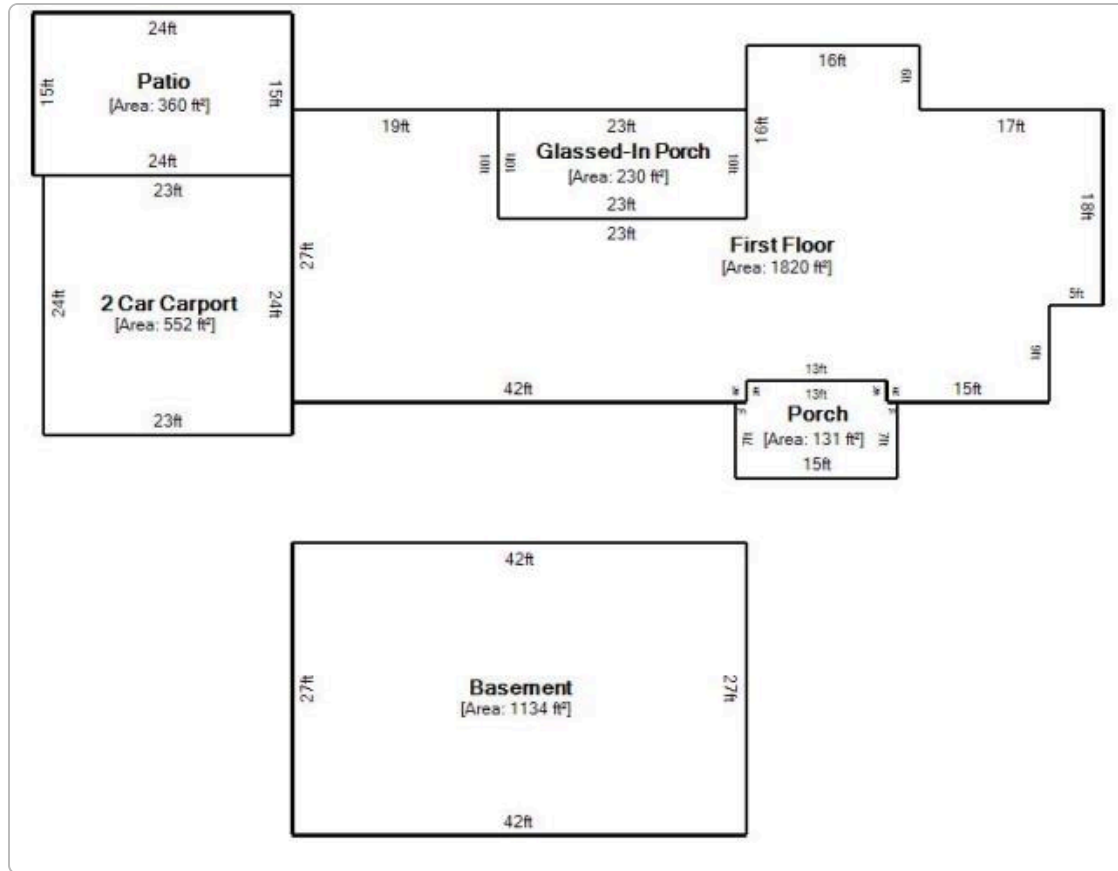 24ft
16ft
6ft
15ft
Patio
[Area: 360 ft²]
15ft
19ft
23ft
16ft
17ft
24ft
Glassed-In Porch
[Area: 230 ft²]
10ft
10ft
10ft
23ft
23ft
23ft
18ft
First Floor
[Area: 1820 ft²]
27ft
24ft
2 Car Carport
[Area: 552 ft²]
24ft
5ft
9ft
13ft
42ft
13ft
15ft
Porch
[Area: 131 ft²]
7ft
7ft
23ft
15ft
42ft
27ft
Basement
[Area: 1134 ft²]
27ft
42ft